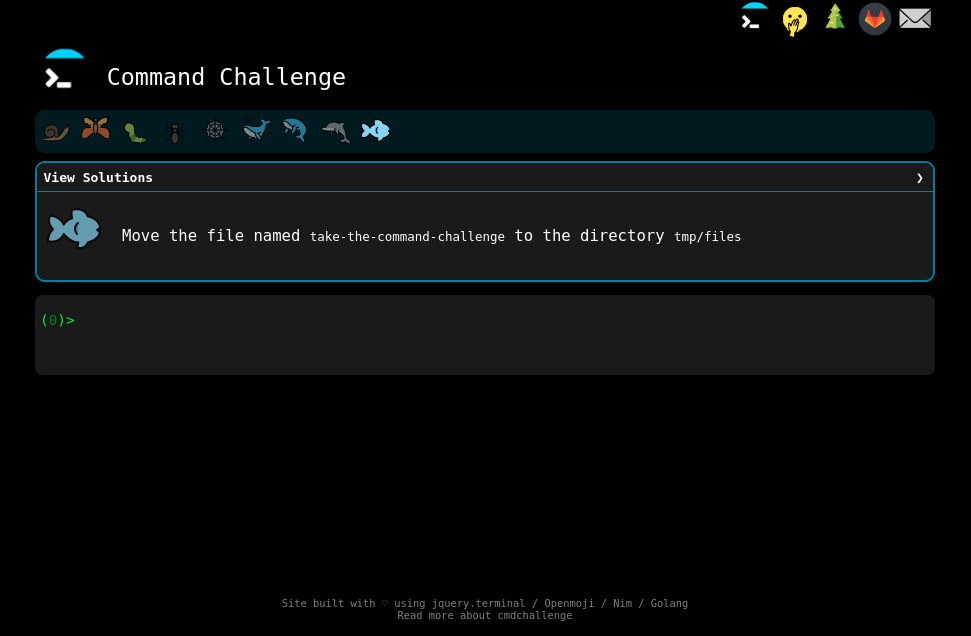 Command Challenge
View Solutions ❯
Move the file named take-the-command-challenge to the directory tmp/files
(0)>
Site built with ♡ using jquery.terminal / Openmoji / Nim / Golang
Read more about cmdchallenge